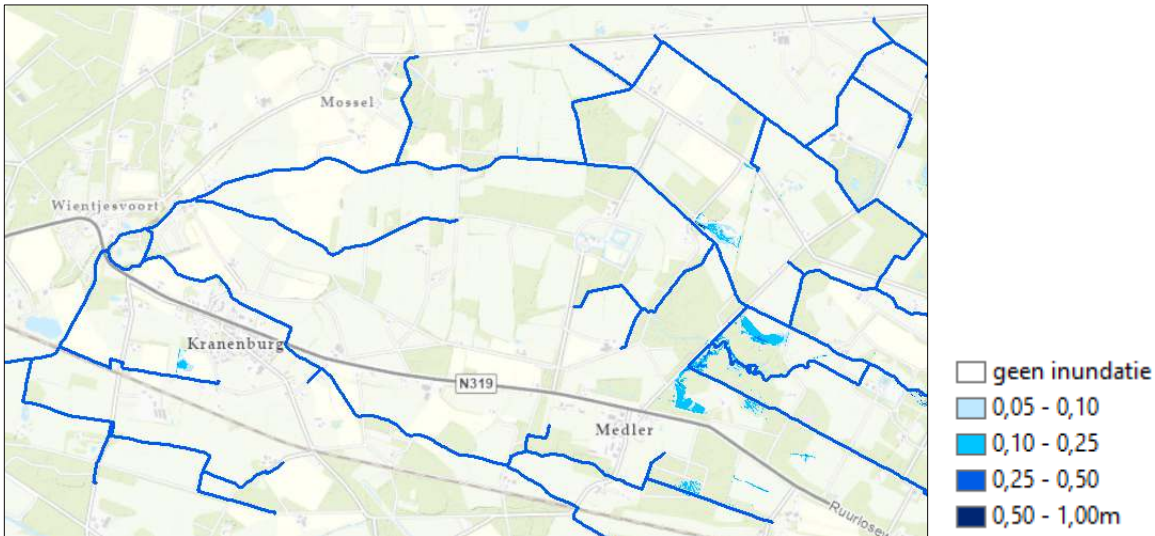 Mossel
Wientjesvoort
Kranenburg
N319
Medler
Ruurlosew
geen inundatie
0,05 - 0,10
0,10 - 0,25
0,25 - 0,50
0,50 - 1,00m